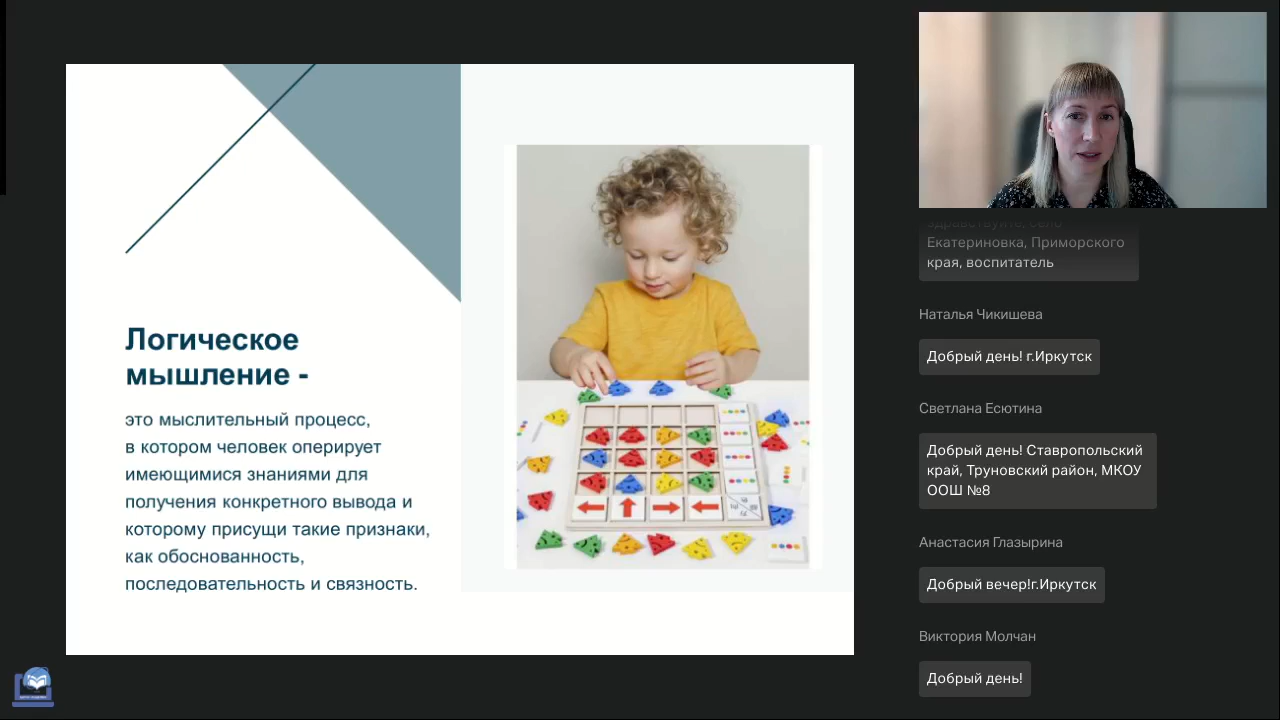 Логическое
мышление -
это мыслительный процесс,
в котором человек оперирует
имеющимися знаниями для
получения конкретного вывода и
которому присущи такие признаки,
как обоснованность,
последовательность и связность.
здравствуйте, село
Екатериновка, Приморского
края, воспитатель
Наталья Чикишева
Добрый день! г.Иркутск
Светлана Есютина
Добрый день! Ставропольский
край, Труновский район, МКОУ
ООШ №8
Анастасия Глазырина
Добрый вечер!г.Иркутск
Виктория Молчан
Добрый день!